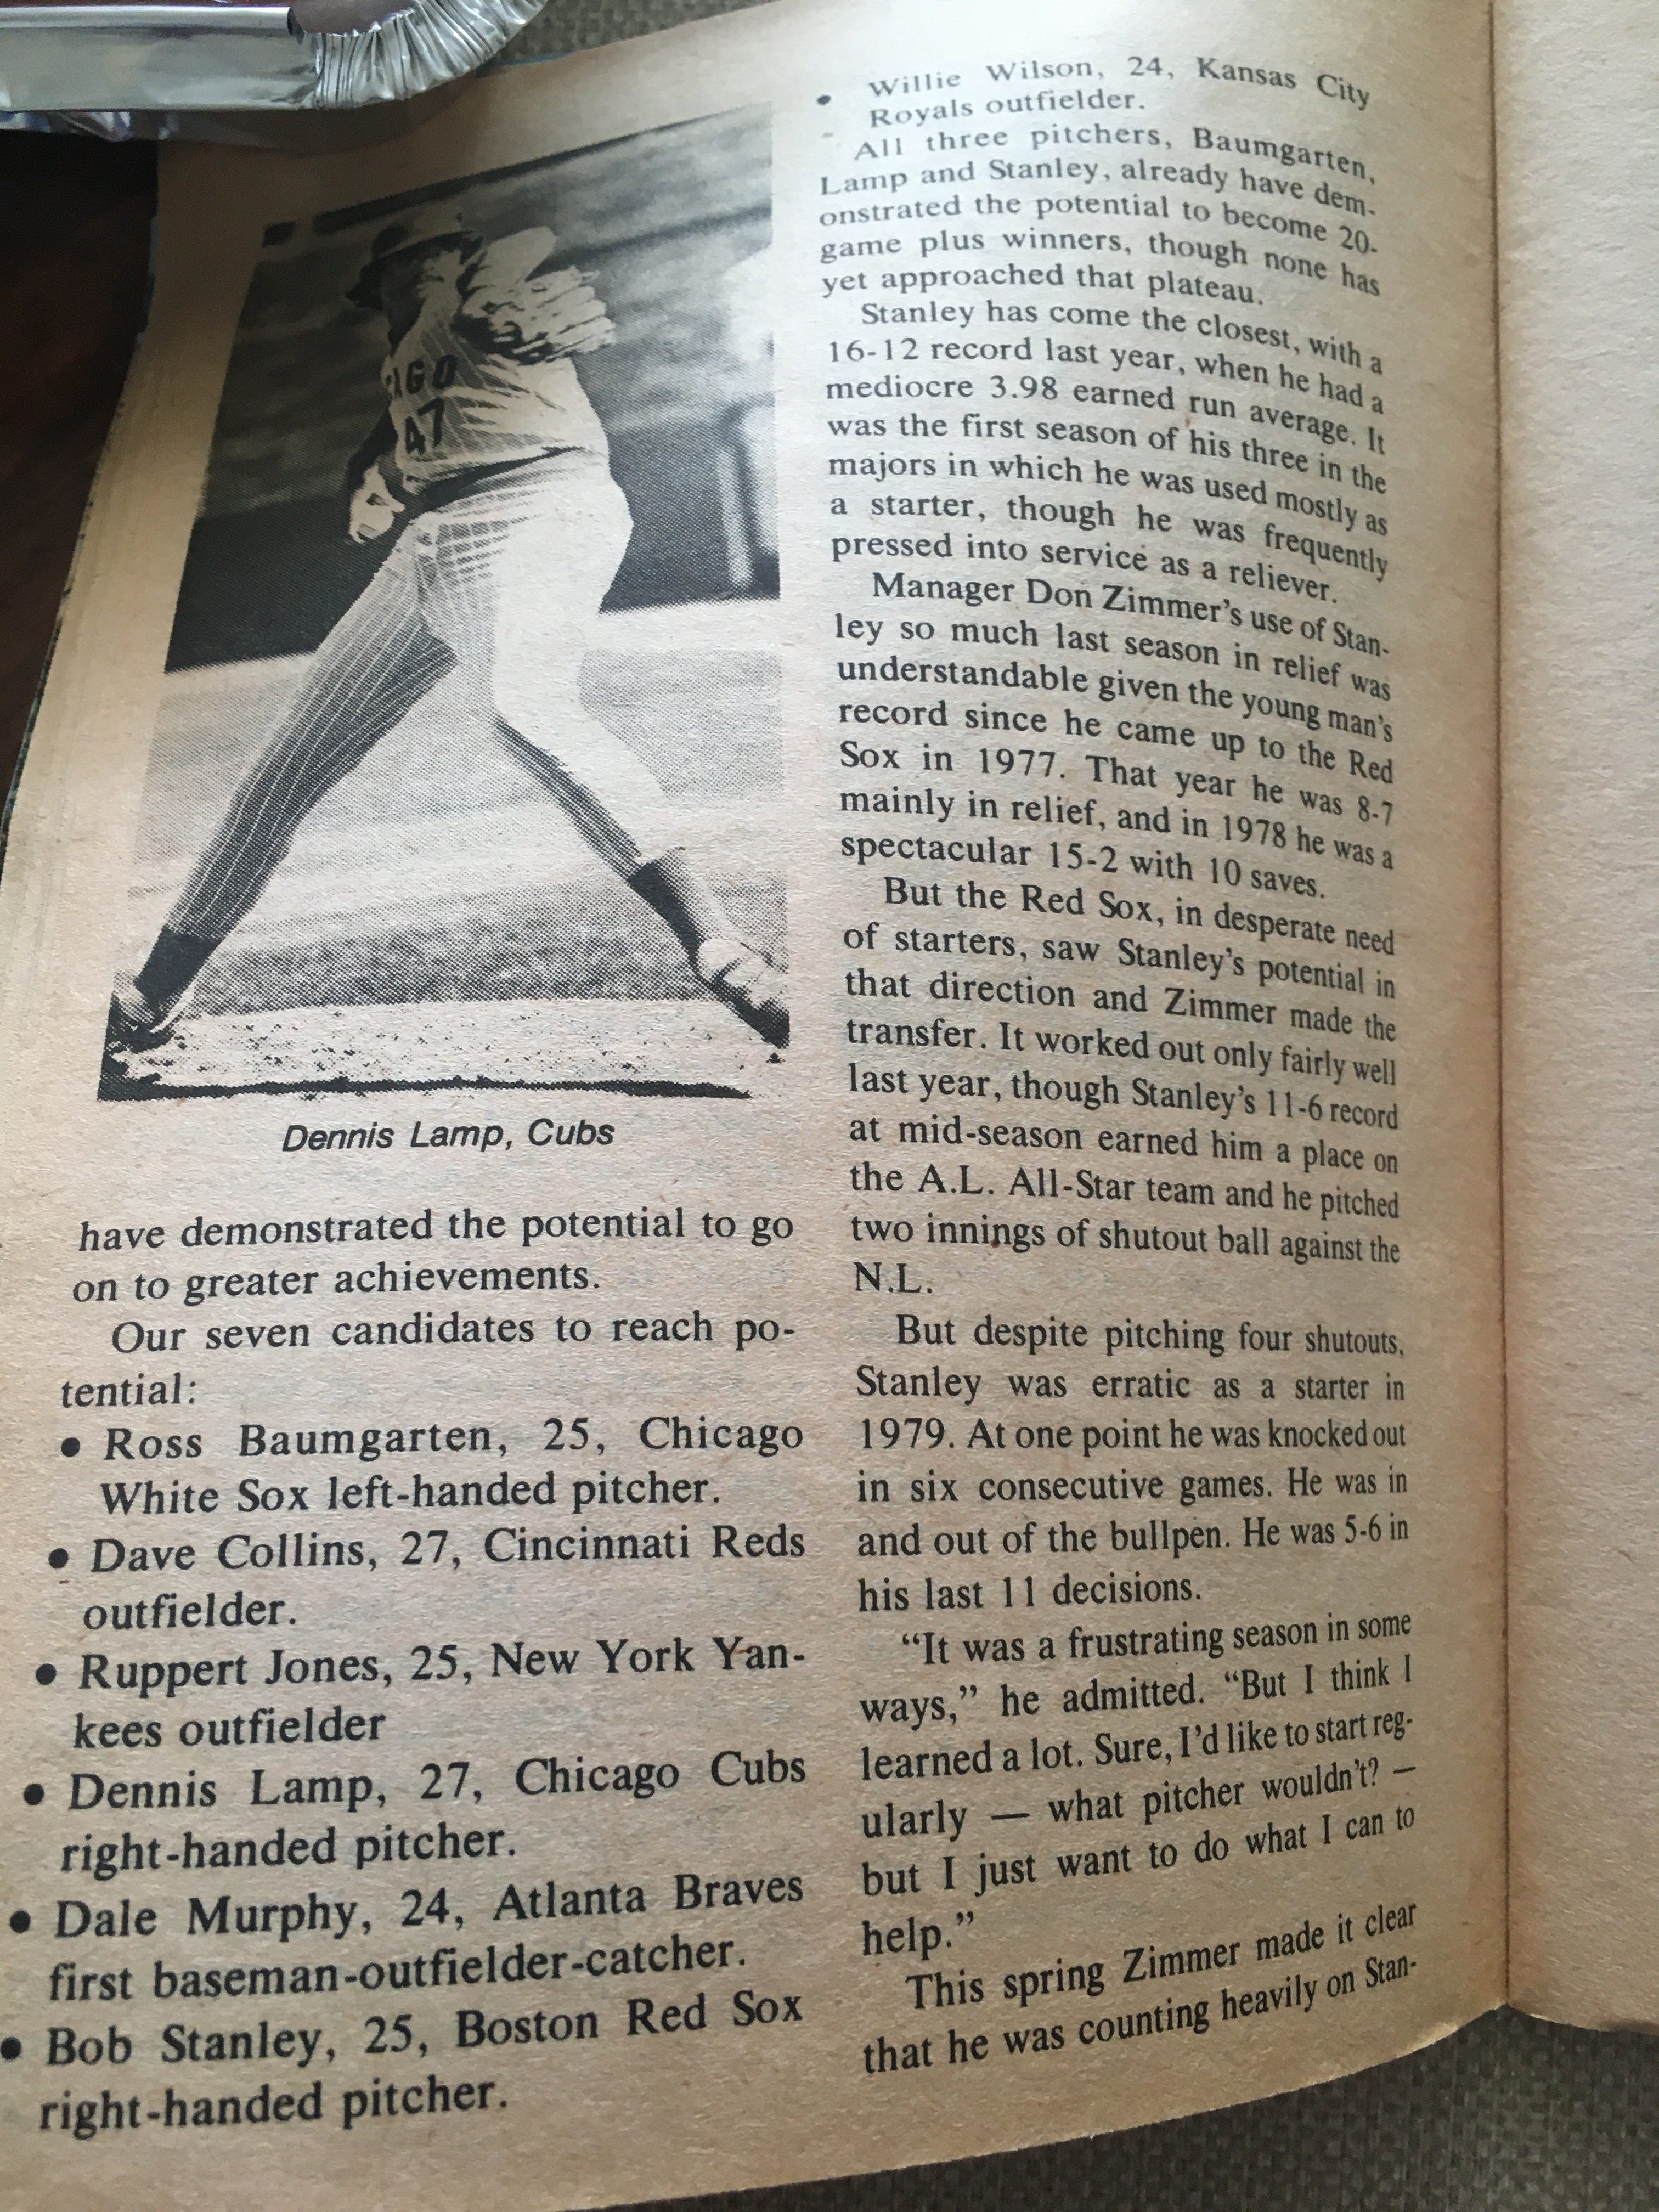 AGO
47
Dennis Lamp, Cubs
have demonstrated the potential to go
on to greater achievements.
Our seven candidates to reach po-
tential:
• Ross Baumgarten, 25, Chicago
White Sox left-handed pitcher.
• Dave Collins, 27, Cincinnati Reds
outfielder.
• Ruppert Jones, 25, New York Yan-
kees outfielder
• Dennis Lamp, 27, Chicago Cubs
right-handed pitcher.
• Dale Murphy, 24, Atlanta Braves
first baseman-outfielder-catcher.
• Bob Stanley, 25, Boston Red Sox
right-handed pitcher.
• Willie Wilson, 24, Kansas City
Royals outfielder.
All three pitchers, Baumgarten,
Lamp and Stanley, already have dem-
onstrated the potential to become 20-
game plus winners, though none has
yet approached that plateau.
Stanley has come the closest, with a
16-12 record last year, when he had a
mediocre 3.98 earned run average. It
was the first season of his three in the
majors in which he was used mostly as
a starter, though he was frequently
pressed into service as a reliever.
Manager Don Zimmer's use of Stan-
ley so much last season in relief was
understandable given the young man's
record since he came up to the Red
Sox in 1977. That year he was 8-7
mainly in relief, and in 1978 he was a
spectacular 15-2 with 10 saves.
But the Red Sox, in desperate need
of starters, saw Stanley's potential in
that direction and Zimmer made the
transfer. It worked out only fairly well
last year, though Stanley's 11-6 record
at mid-season earned him a place on
the A.L. All-Star team and he pitched
two innings of shutout ball against the
N.L.
But despite pitching four shutouts,
Stanley was erratic as a starter in
1979. At one point he was knocked out
in six consecutive games. He was in
and out of the bullpen. He was 5-6 in
his last 11 decisions.
“It was a frustrating season in some
ways,” he admitted. “But I think I
learned a lot. Sure, I'd like to start reg-
ularly — what pitcher wouldn't? —
but I just want to do what I can to
help.”
This spring Zimmer made it clear
that he was counting heavily on Stan-